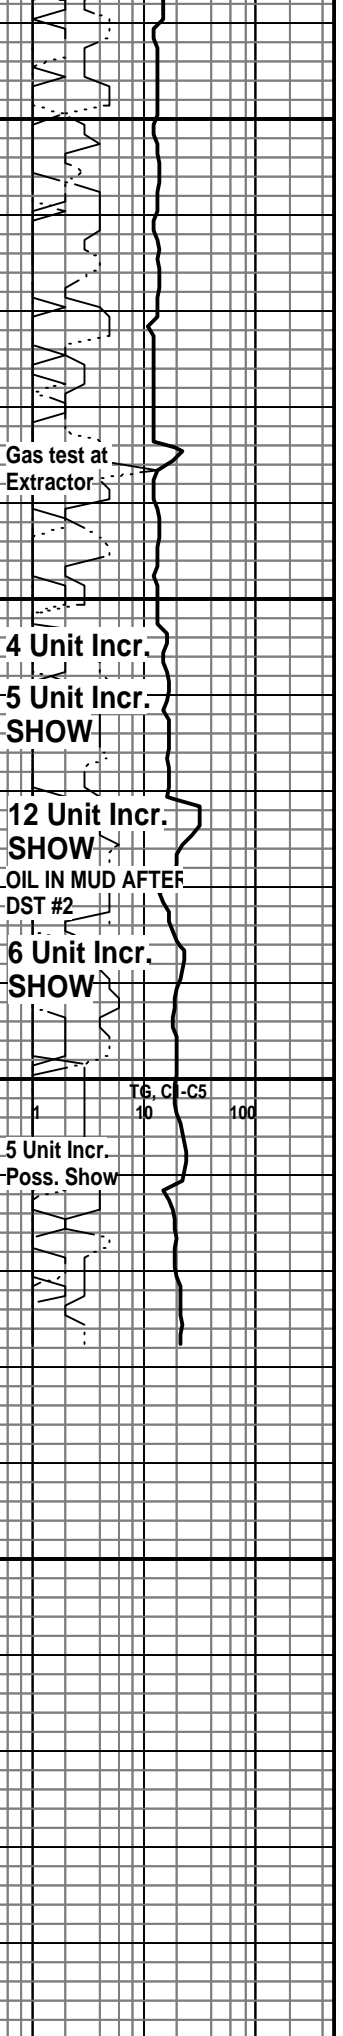 Gas test at
Extractor
4 Unit Incr.
5 Unit Incr.
SHOW
12 Unit Incr.
SHOW
OIL IN MUD AFTER
DST #2
6 Unit Incr.
SHOW
TG, C1-C5
1 10 100
5 Unit Incr.
Poss. Show